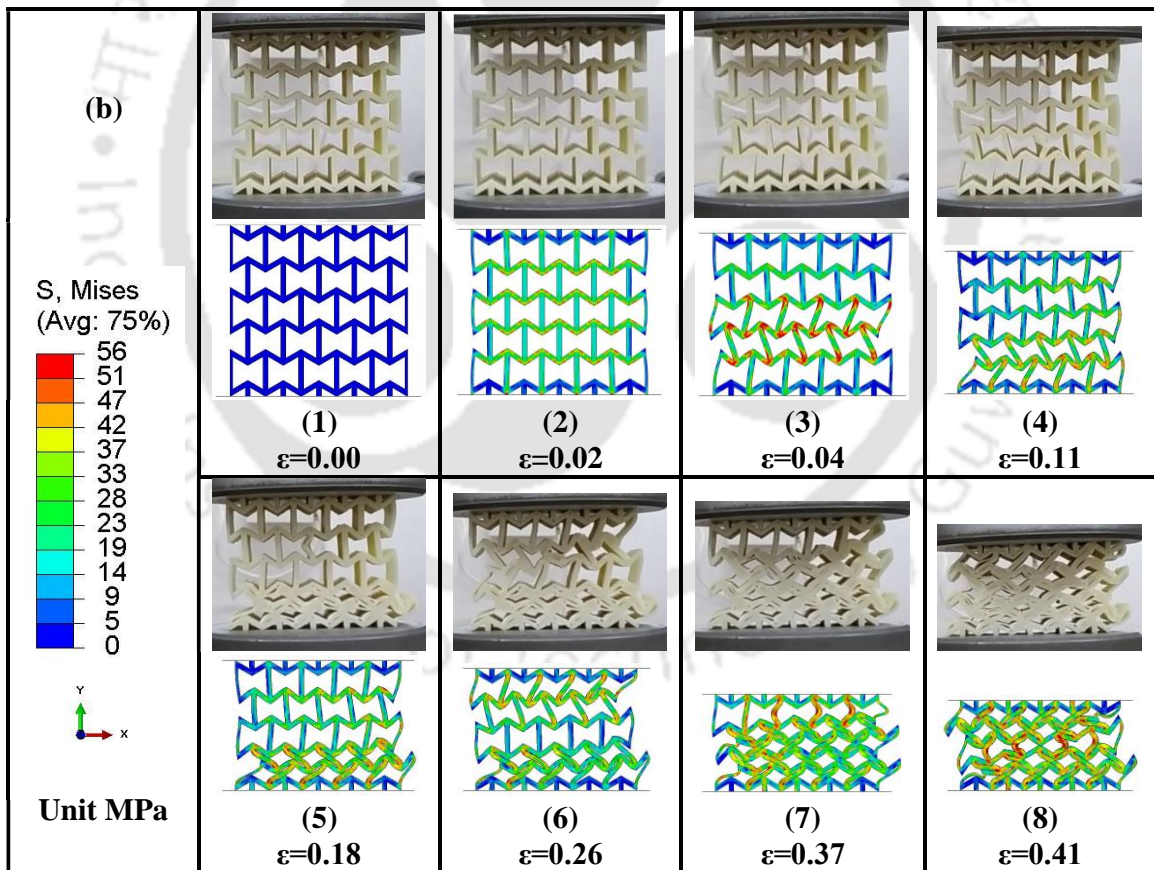 (b)
S, Mises
(Avg: 75%)
56
51
47
42
37
33
28
23
19
14
9
5
0
Y
X
Unit MPa
(1)
ε=0.00
(2)
ε=0.02
(3)
ε=0.04
(4)
ε=0.11
(5)
ε=0.18
(6)
ε=0.26
(7)
ε=0.37
(8)
ε=0.41